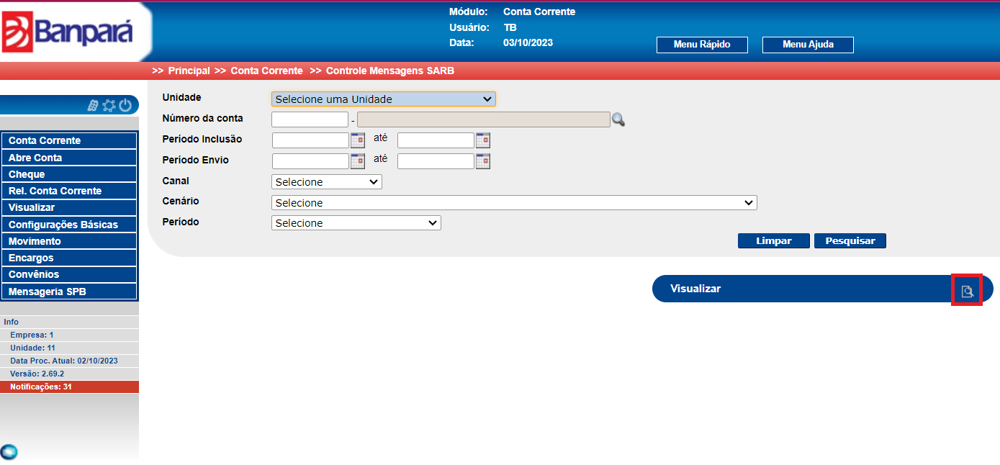 Banpará
Módulo: Conta Corrente
Usuário: TB
Data: 03/10/2023
Menu Rápido Menu Ajuda
>> Principal >> Conta Corrente >> Controle Mensagens SARB
Unidade Selecione uma Unidade
Número da conta -
Período Inclusão até
Período Envio até
Canal Selecione
Cenário Selecione
Período Selecione
Limpar Pesquisar
Visualizar
Conta Corrente
Abre Conta
Cheque
Rel. Conta Corrente
Visualizar
Configurações Básicas
Movimento
Encargos
Convênios
Mensageria SPB
Info
Empresa: 1
Unidade: 11
Data Proc. Atual: 02/10/2023
Versão: 2.69.2
Notificações: 31